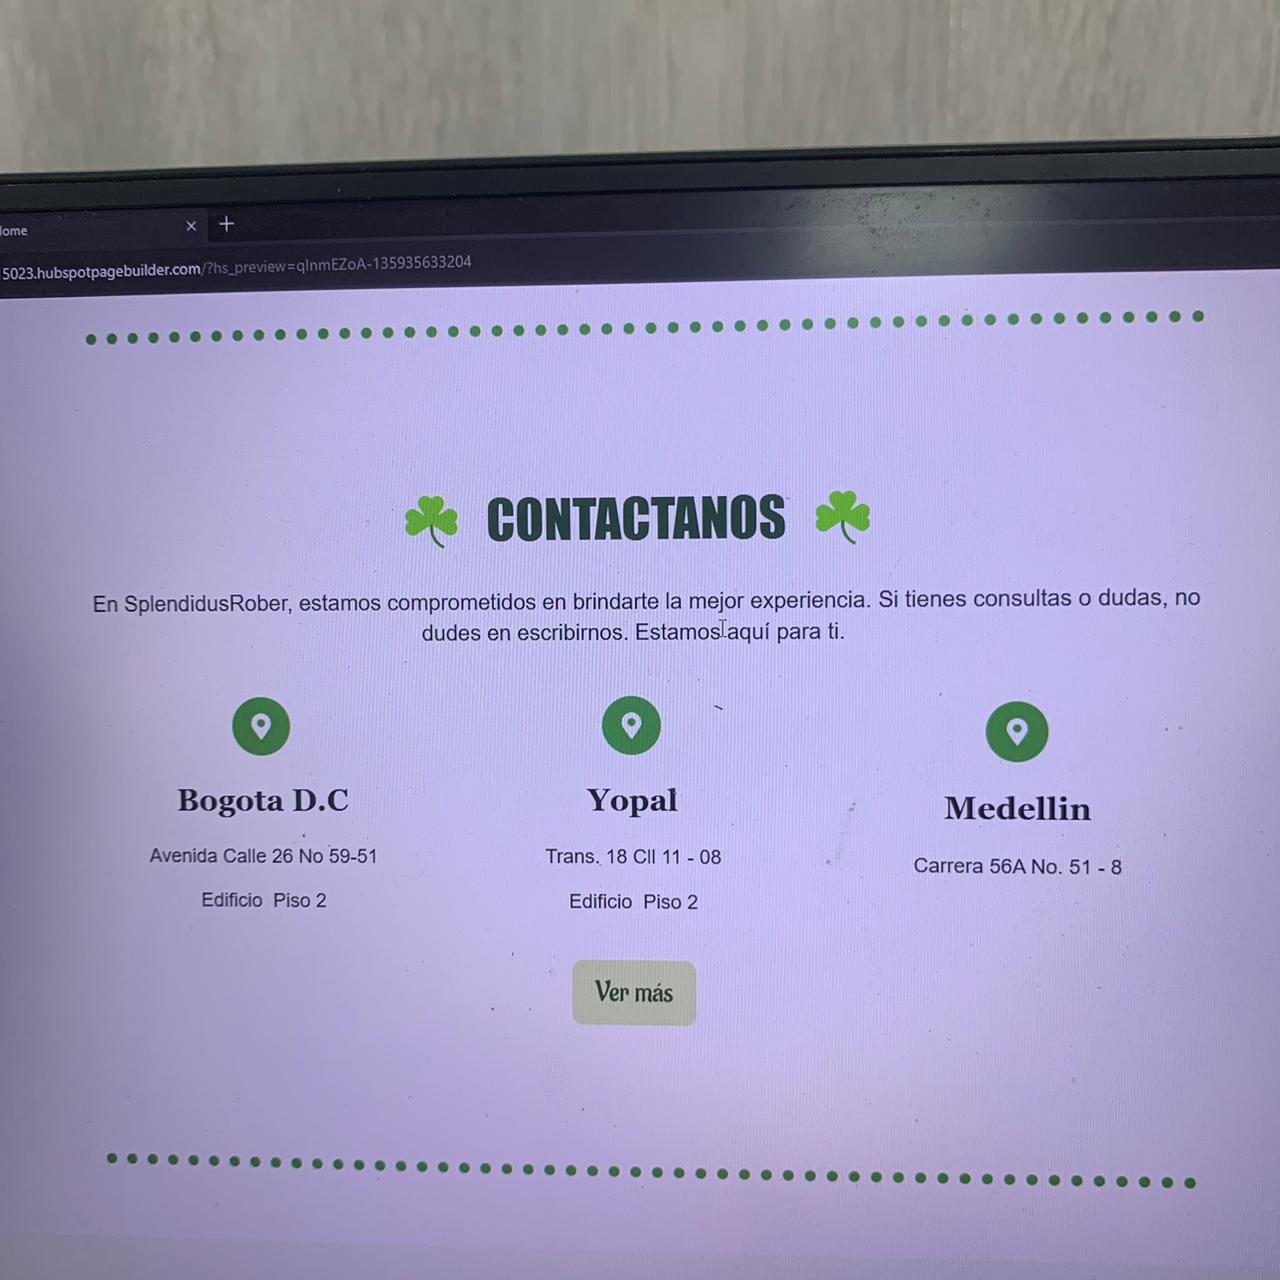 ome
5023.hubspotpagebuilder.com/?hs_preview=qInmEZoA-135935633204
CONTACTANOS
En SplendidusRober, estamos comprometidos en brindarte la mejor experiencia. Si tienes consultas o dudas, no
dudes en escribirnos. Estamos aquí para ti.
Bogota D.C
Avenida Calle 26 No 59-51
Edificio Piso 2
Yopal
Trans. 18 Cll 11 - 08
Edificio Piso 2
Medellin
Carrera 56A No. 51 - 8
Ver más